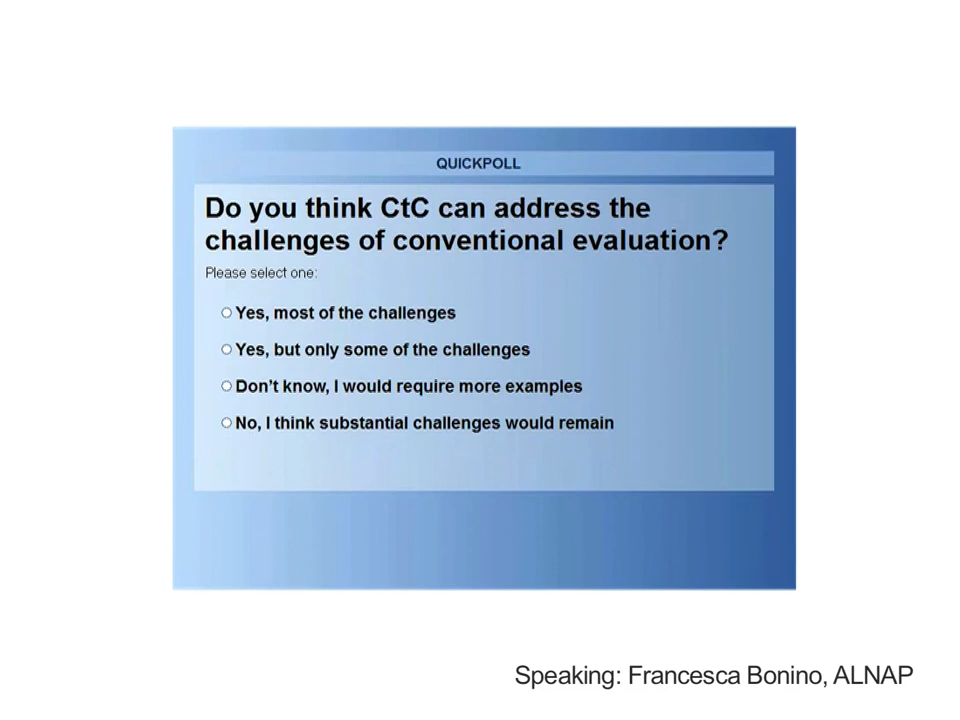 QUICKPOLL
Do you think CtC can address the
challenges of conventional evaluation?
Please select one:
Yes, most of the challenges
Yes, but only some of the challenges
Don't know, I would require more examples
No, I think substantial challenges would remain
Speaking: Francesca Bonino, ALNAP